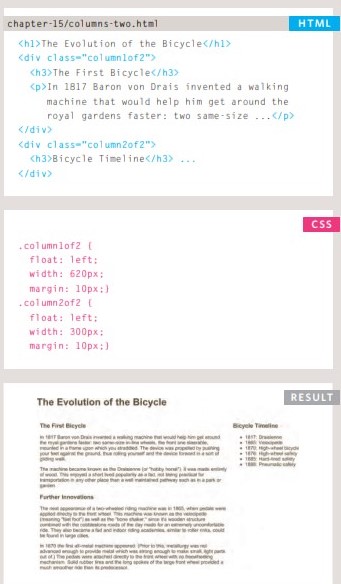 chapter-15/columns-two.html HTML
<h1>The Evolution of the Bicycle</h1>
<div class="column1of2">
<h3>The First Bicycle</h3>
<p>In 1817 Baron von Drais invented a walking
machine that would help him get around the
royal gardens faster: two same-size ...</p>
</div>
<div class="column2of2">
<h3>Bicycle Timeline</h3> ...
</div>
CSS
.column1of2 {
float: left;
width: 620px;
margin: 10px;}
.column2of2 {
float: left;
width: 300px;
margin: 10px;}
RESULT
The Evolution of the Bicycle
The First Bicycle
In 1817 Baron von Drais invented a walking machine that would help him get around
the royal gardens faster: two same-size in-line wheels, the front one steerable,
mounted in a frame upon which you straddled. The device was propelled by pushing
your feet against the ground, thus rolling yourself and the device forward in a sort of
gliding walk.
The machine became known as the Draisienne (or "hobby horse"). It was made entirely
of wood. This enjoyed a short lived popularity as a fad, not being practical for
transportation in any other place than a well maintained pathway such as in a park or
garden.
Further Innovations
The next appearance of a two-wheeled riding machine was in 1865, when pedals were
applied directly to the front wheel. This machine was known as the velocipede
(meaning "fast foot") as well as the "bone shaker" since its wooden structure
combined with the cobblestone roads of the day made for an extremely uncomfortable
ride. They also became a fad and indoor riding academies, similar to roller rinks, could
be found in large cities.
In 1870 the first all-metal machine appeared. (Prior to this, metallurgy was not
advanced enough to provide metal which was strong enough to make small, light parts
out of.) The pedals were attached directly to the front wheel with no freewheeling
mechanism. Solid rubber tires and the long spokes of the large front wheel provided a
much smoother ride than its predecessor.
Bicycle Timeline
1817: Draisienne
1865: Velocipede
1870: High-wheel bicycle
1876: High-wheel safety
1885: Hard-tired safety
1888: Pneumatic safety